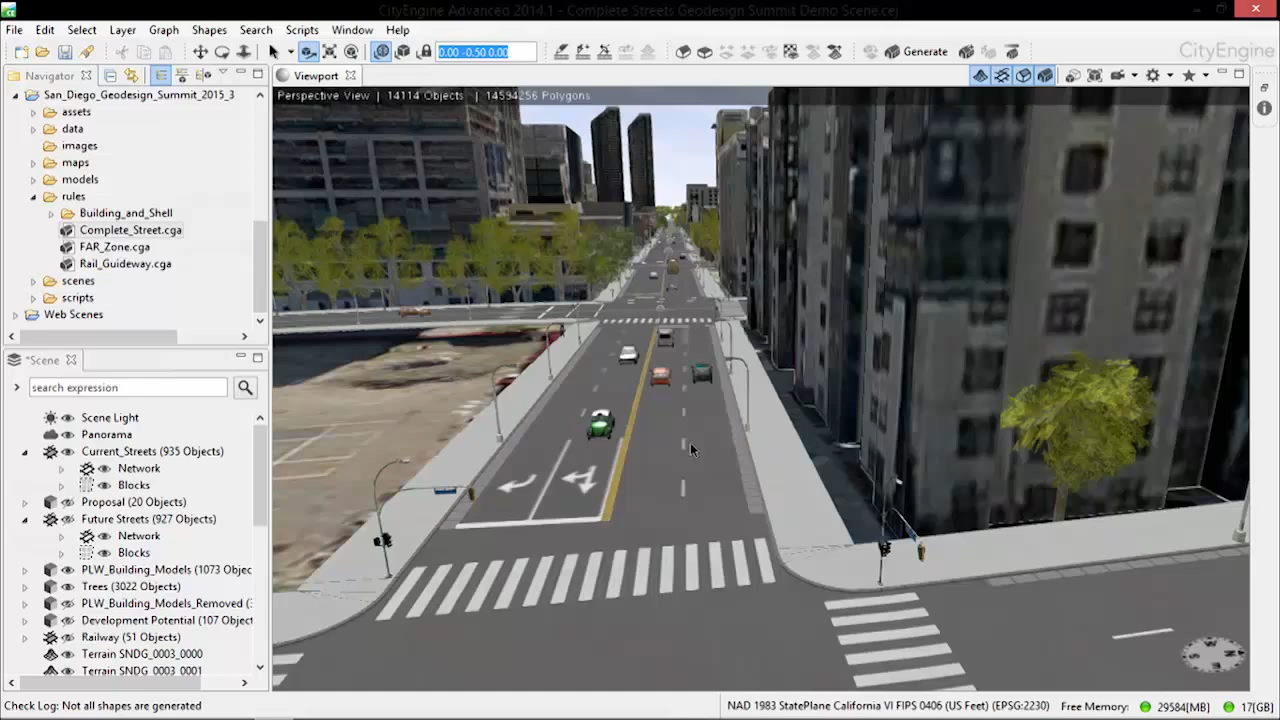 CityEngine Advanced 2014.1 - Complete Streets Geodesign Summit Demo Scene.cej
File Edit Select Layer Graph Shapes Search Scripts Window Help
0.00 -0.50 0.00
Generate
CityEngine
Navigator
Viewport
Perspective View | 14114 Objects | 14594256 Polygons
San_Diego_Geodesign_Summit_2015_3
assets
data
images
maps
models
rules
Building_and_Shell
Complete_Street.cga
FAR_Zone.cga
Rail_Guideway.cga
scenes
scripts
Web Scenes
*Scene
search expression
Scene Light
Panorama
Current_Streets (935 Objects)
Network
Blocks
Proposal (20 Objects)
Future Streets (927 Objects)
Network
Blocks
PLW_Building_Models (1073 Objec
Trees (3022 Objects)
PLW_Building_Models_Removed (3
Development Potential (107 Object
Railway (51 Objects)
Terrain SNDG_0003_0000
Terrain SNDG_0003_0001
Check Log: Not all shapes are generated
NAD 1983 StatePlane California VI FIPS 0406 (US Feet) (EPSG:2230) Free Memory: 29584[MB] 17[GB]